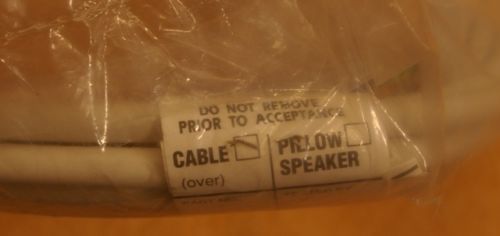 DO NOT REMOVE
PRIOR TO ACCEPTANCE
CABLE
PILLOW
SPEAKER
(over)